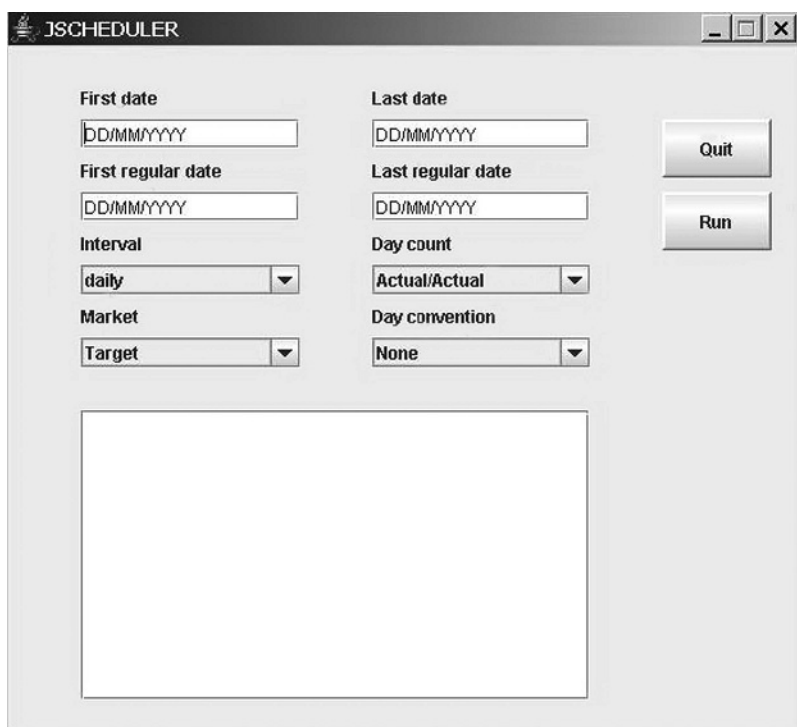 JSCHEDULER
First date Last date
DD/MM/YYYY DD/MM/YYYY
Quit
First regular date Last regular date
DD/MM/YYYY DD/MM/YYYY
Run
Interval Day count
daily Actual/Actual
Market Day convention
Target None